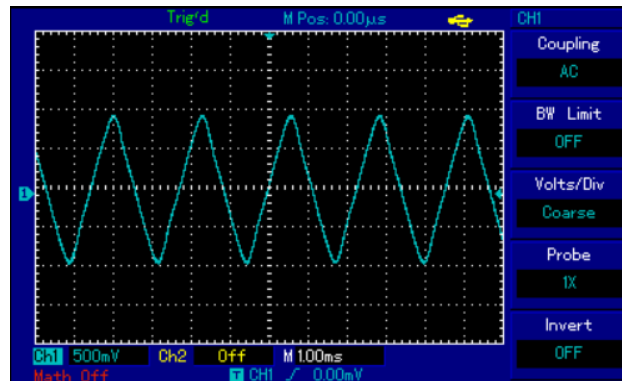 Trig'd M Pos: 0.00µs CH1
Coupling
AC
BW Limit
OFF
Volts/Div
1
Coarse
Probe
1X
Invert
Ch1 500mV Ch2 Off M 1.00ms OFF
Math Off T CH1 0.00mV